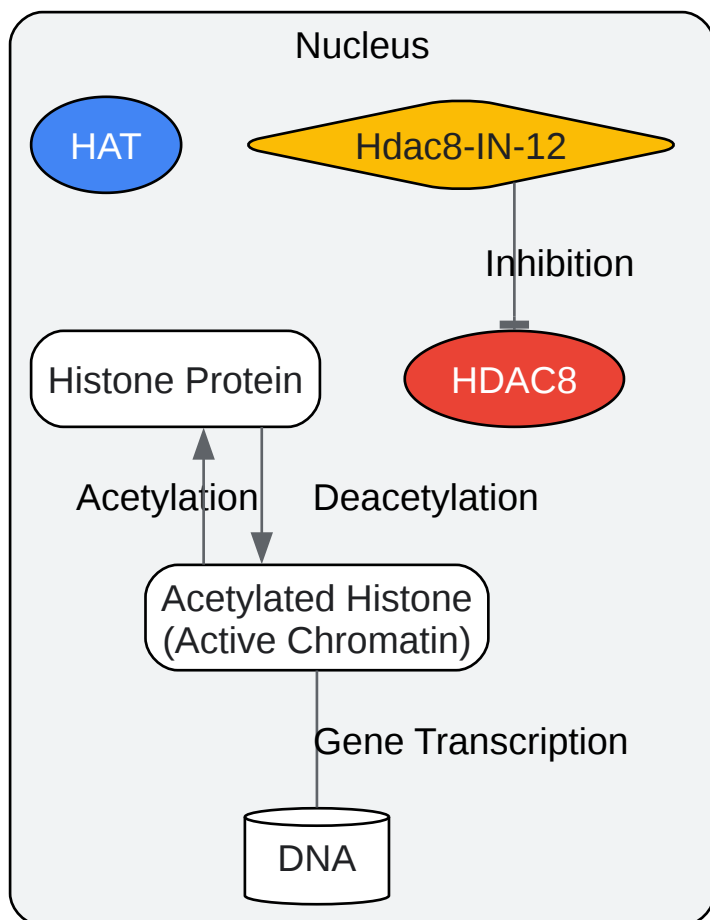 Nucleus
HAT
Hdac8-IN-12
Inhibition
Histone Protein
HDAC8
Acetylation
Deacetylation
Acetylated Histone
(Active Chromatin)
Gene Transcription
DNA